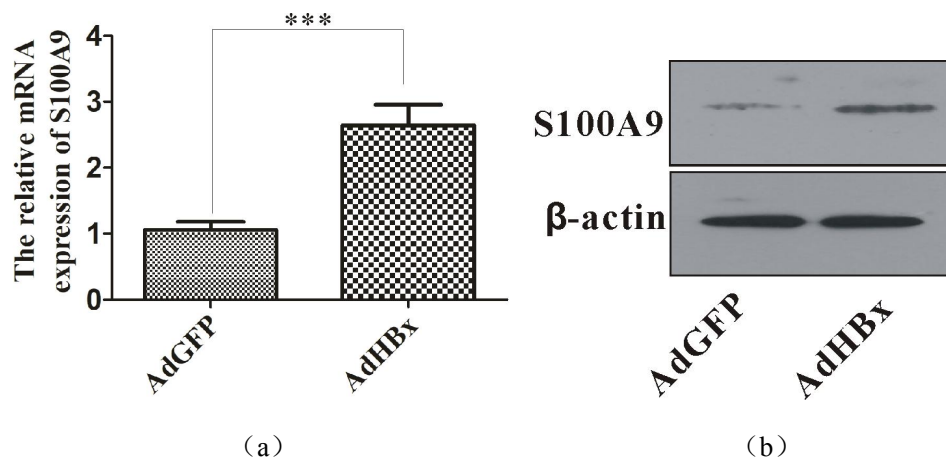 The relative mRNA
expression of S100A9
4
3
2
1
0
***
AdGFP
AdHBx
（a）
S100A9
β-actin
AdGFP
AdHBx
（b）